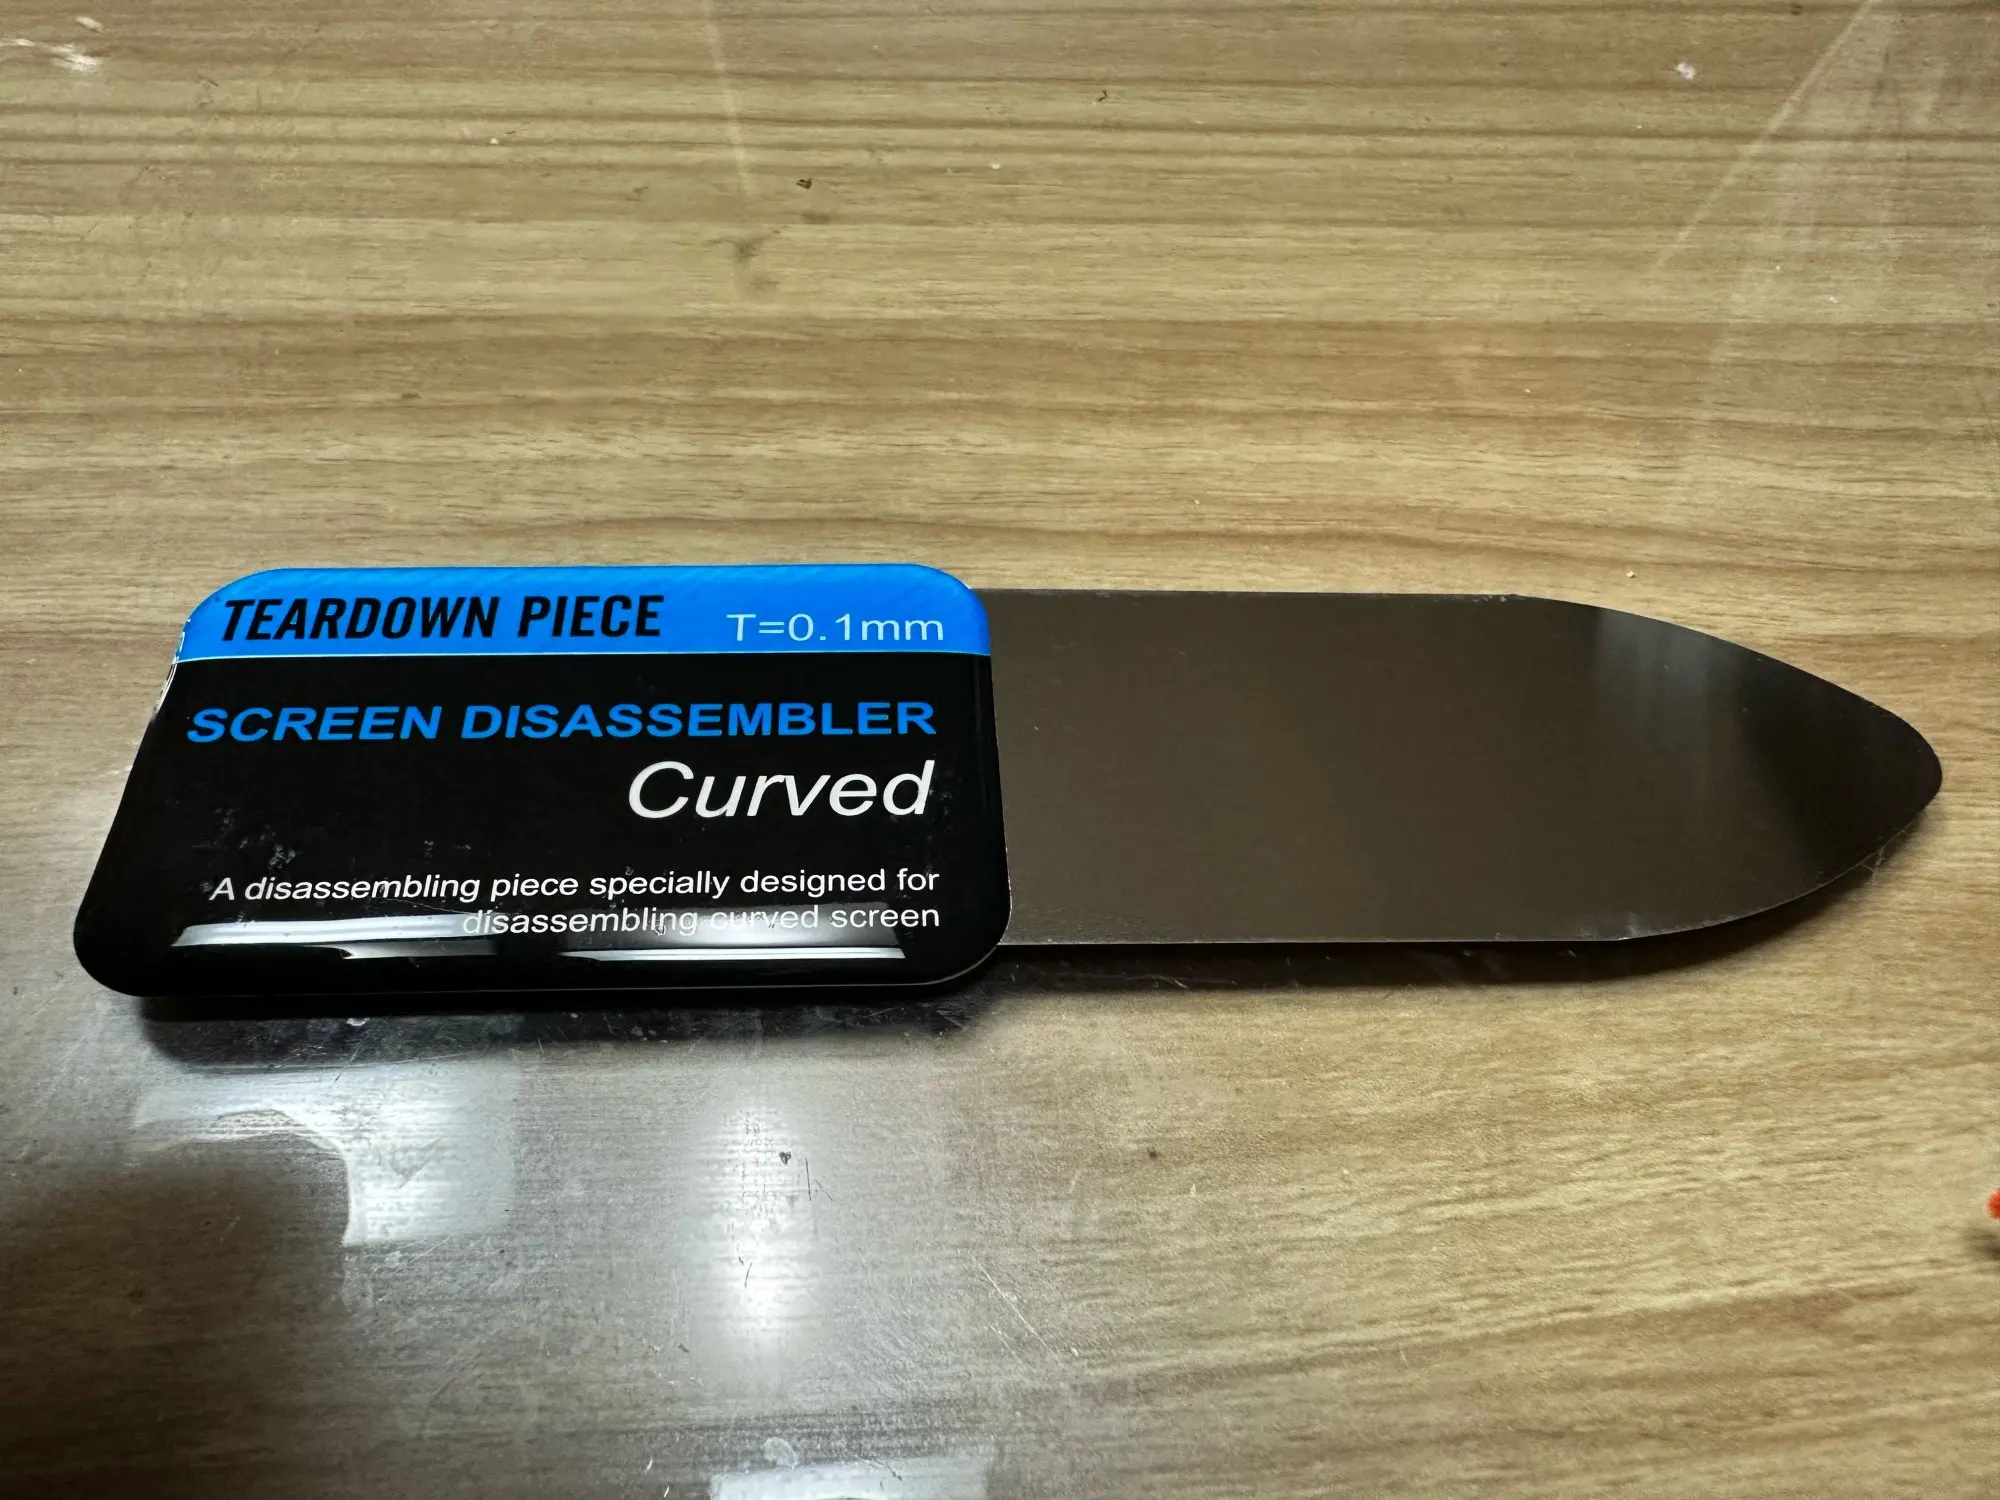 TEARDOWN PIECE T=0.1mm
SCREEN DISASSEMBLER
Curved
A disassembling piece specially designed for
disassembling curved screen